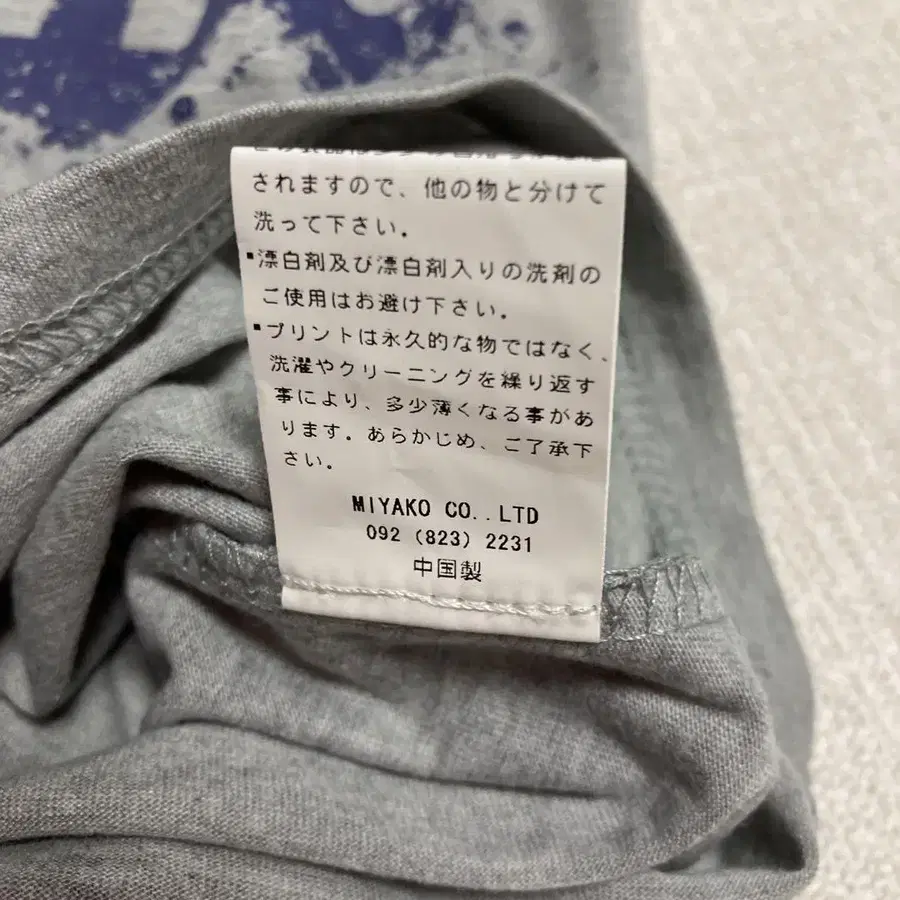 されますので、他の物と分けて
洗って下さい。
▪漂白剤及び漂白剤入りの洗剤の
ご使用はお避け下さい。
▪プリントは永久的な物ではなく、
洗濯やクリーニングを繰り返す
事により、多少薄くなる事があ
ります。あらかじめ、ご了承下
さい。
MIYAKO CO.,LTD
092 (823) 2231
中国製